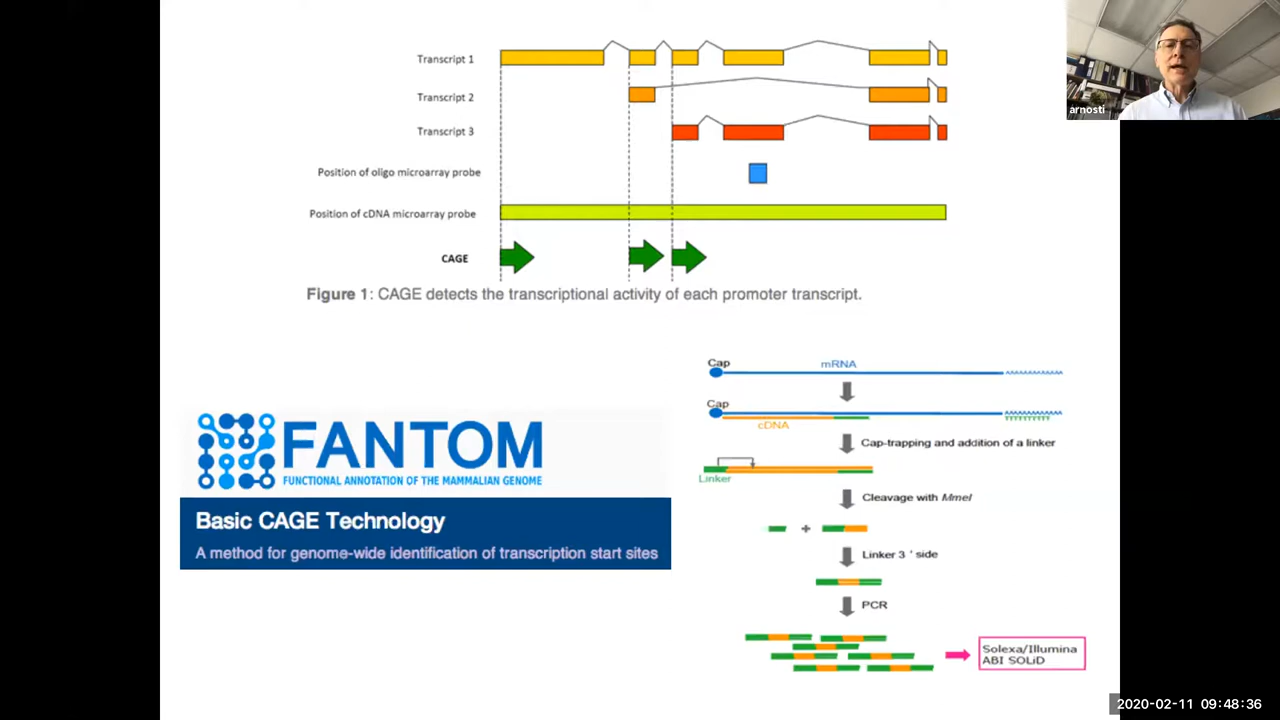 arnosti
Transcript 1
Transcript 2
Transcript 3
Position of oligo microarray probe
Position of cDNA microarray probe
CAGE
Figure 1: CAGE detects the transcriptional activity of each promoter transcript.
FANTOM
FUNCTIONAL ANNOTATION OF THE MAMMALIAN GENOME
Basic CAGE Technology
A method for genome-wide identification of transcription start sites
Cap
mRNA
Cap
cDNA
Cap-trapping and addition of a linker
Linker
Cleavage with MmeI
+
Linker 3 ' side
PCR
Solexa/Illumina
ABI SOLiD
2020-02-11 09:48:36